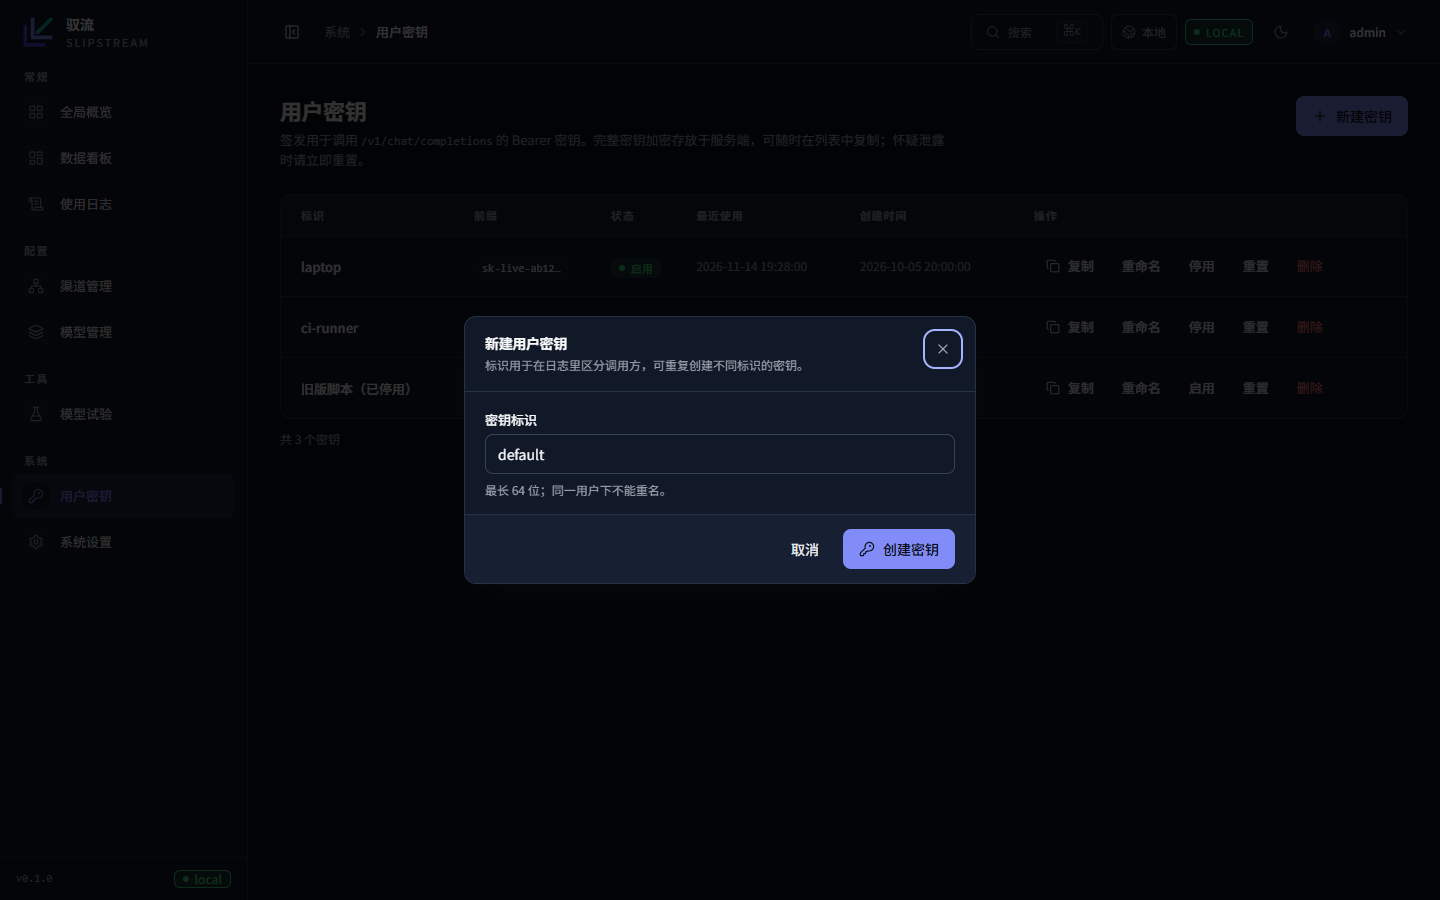 驭流
SLIPSTREAM
常规
全局概览
数据看板
使用日志
配置
渠道管理
模型管理
工具
模型试验
系统
用户密钥
系统设置
v0.1.0
local
系统
用户密钥
搜索
⌘K
本地
LOCAL
A
admin
用户密钥
签发用于调用 /v1/chat/completions 的 Bearer 密钥。完整密钥加密存放于服务端，可随时在列表中复制；怀疑泄露
时请立即重置。
新建密钥
标识 前缀 状态 最近使用 创建时间 操作
laptop sk-live-ab12… 启用 2026-11-14 19:28:00 2026-10-05 20:00:00 复制 重命名 停用 重置 删除
ci-runner 复制 重命名 停用 重置 删除
旧版脚本（已停用） 复制 重命名 启用 重置 删除
共 3 个密钥
新建用户密钥
标识用于在日志里区分调用方，可重复创建不同标识的密钥。
密钥标识
default
最长 64 位；同一用户下不能重名。
取消
创建密钥